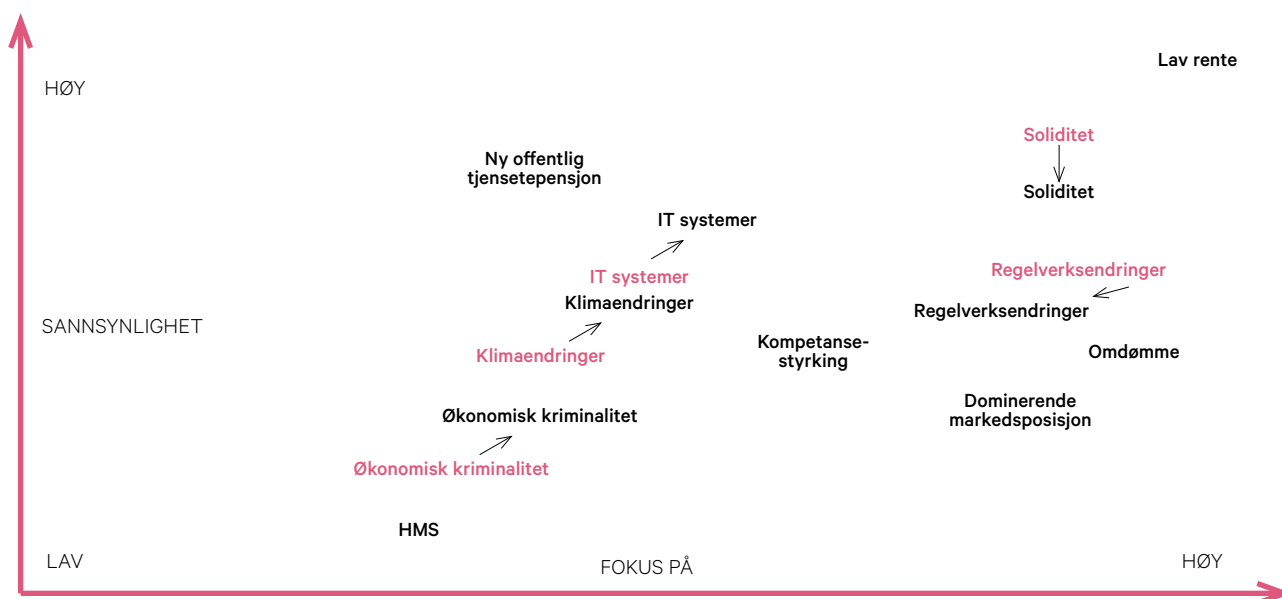 Lav rente
HØY
Soliditet
Ny offentlig
tjensetepensjon
Soliditet
IT systemer
Regelverksendringer
IT systemer
Klimaendringer
Regelverksendringer
SANNSYNLIGHET
Kompetanse-
styrking
Omdømme
Klimaendringer
Dominerende
markedsposisjon
Økonomisk kriminalitet
Økonomisk kriminalitet
HMS
LAV
FOKUS PÅ
HØY